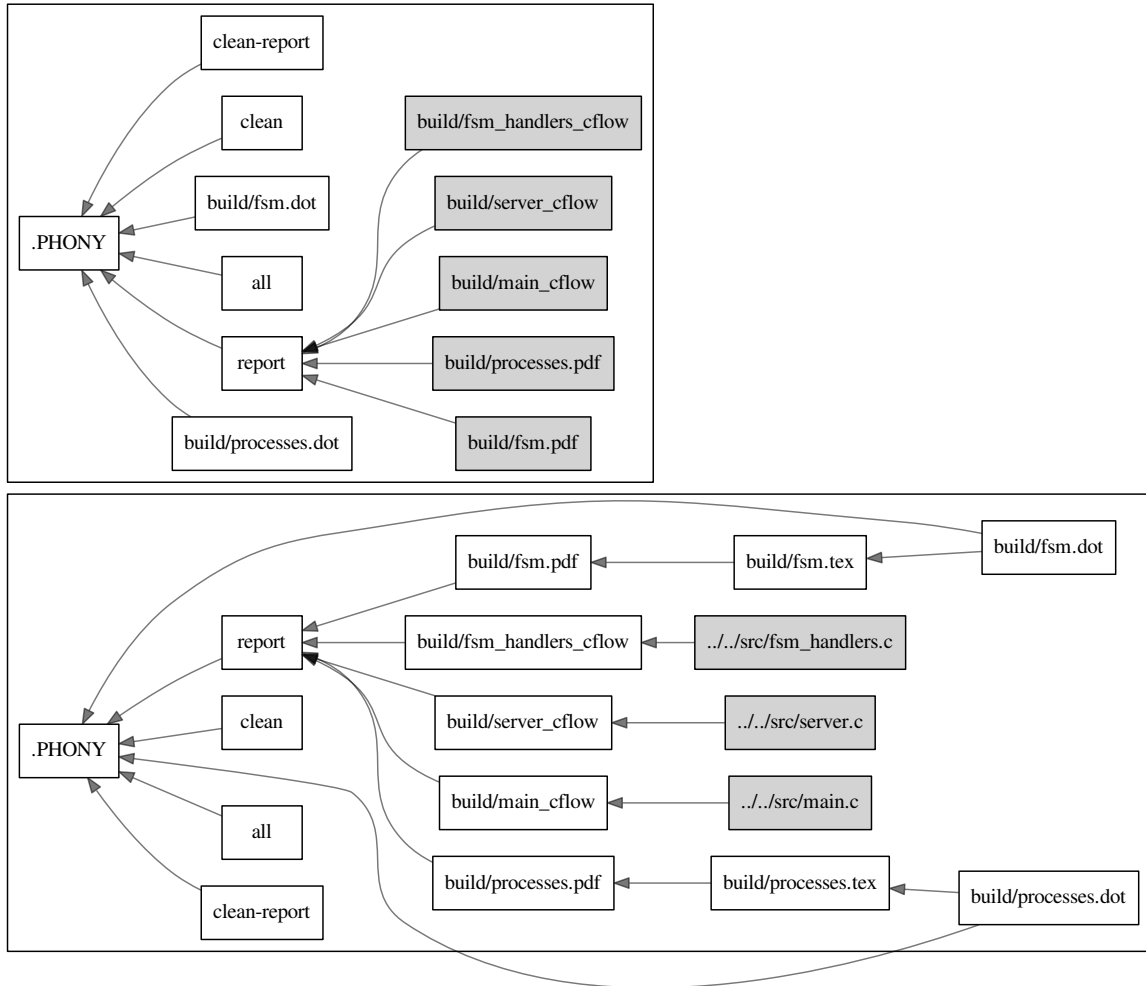 clean-report
clean
build/fsm_handlers_cflow
build/fsm.dot
build/server_cflow
.PHONY
all
build/main_cflow
report
build/processes.pdf
build/processes.dot
build/fsm.pdf
build/fsm.pdf
build/fsm.tex
build/fsm.dot
report
build/fsm_handlers_cflow
../../src/fsm_handlers.c
clean
build/server_cflow
../../src/server.c
.PHONY
all
build/main_cflow
../../src/main.c
clean-report
build/processes.pdf
build/processes.tex
build/processes.dot